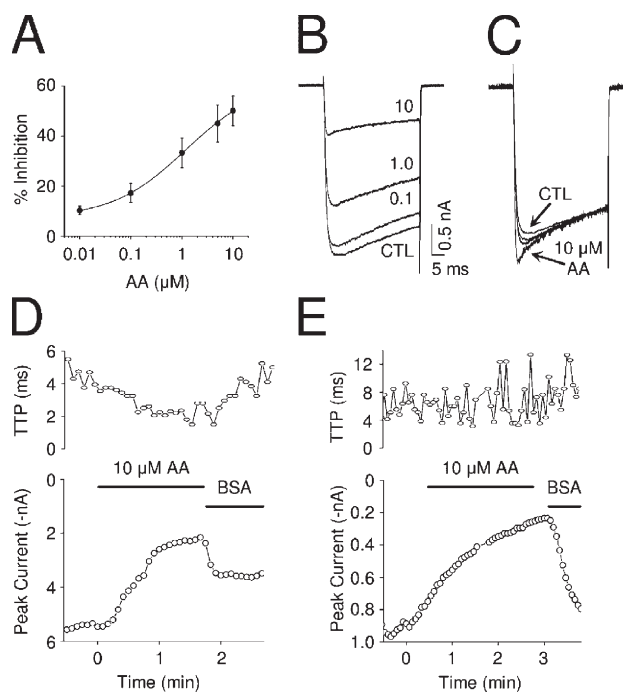 A
60
40
20
0
% Inhibition
0.01
0.1
1
10
AA (µM)
B
10
1.0
0.1
CTL
0.5 nA
5 ms
C
CTL
10 µM
AA
D
6
4
2
0
TTP (ms)
10 µM AA
BSA
0
2
4
6
Peak Current (-nA)
0
1
2
Time (min)
E
12
8
4
0
TTP (ms)
10 µM AA
BSA
0
0.2
0.4
0.6
0.8
1.0
Peak Current (-nA)
0
1
2
3
Time (min)